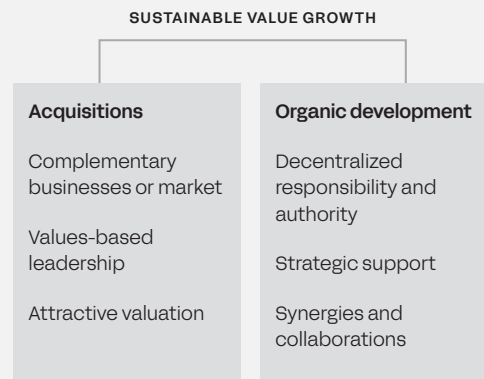 SUSTAINABLE VALUE GROWTH
Acquisitions
Complementary
businesses or market
Values-based
leadership
Attractive valuation
Organic development
Decentralized
responsibility and
authority
Strategic support
Synergies and
collaborations